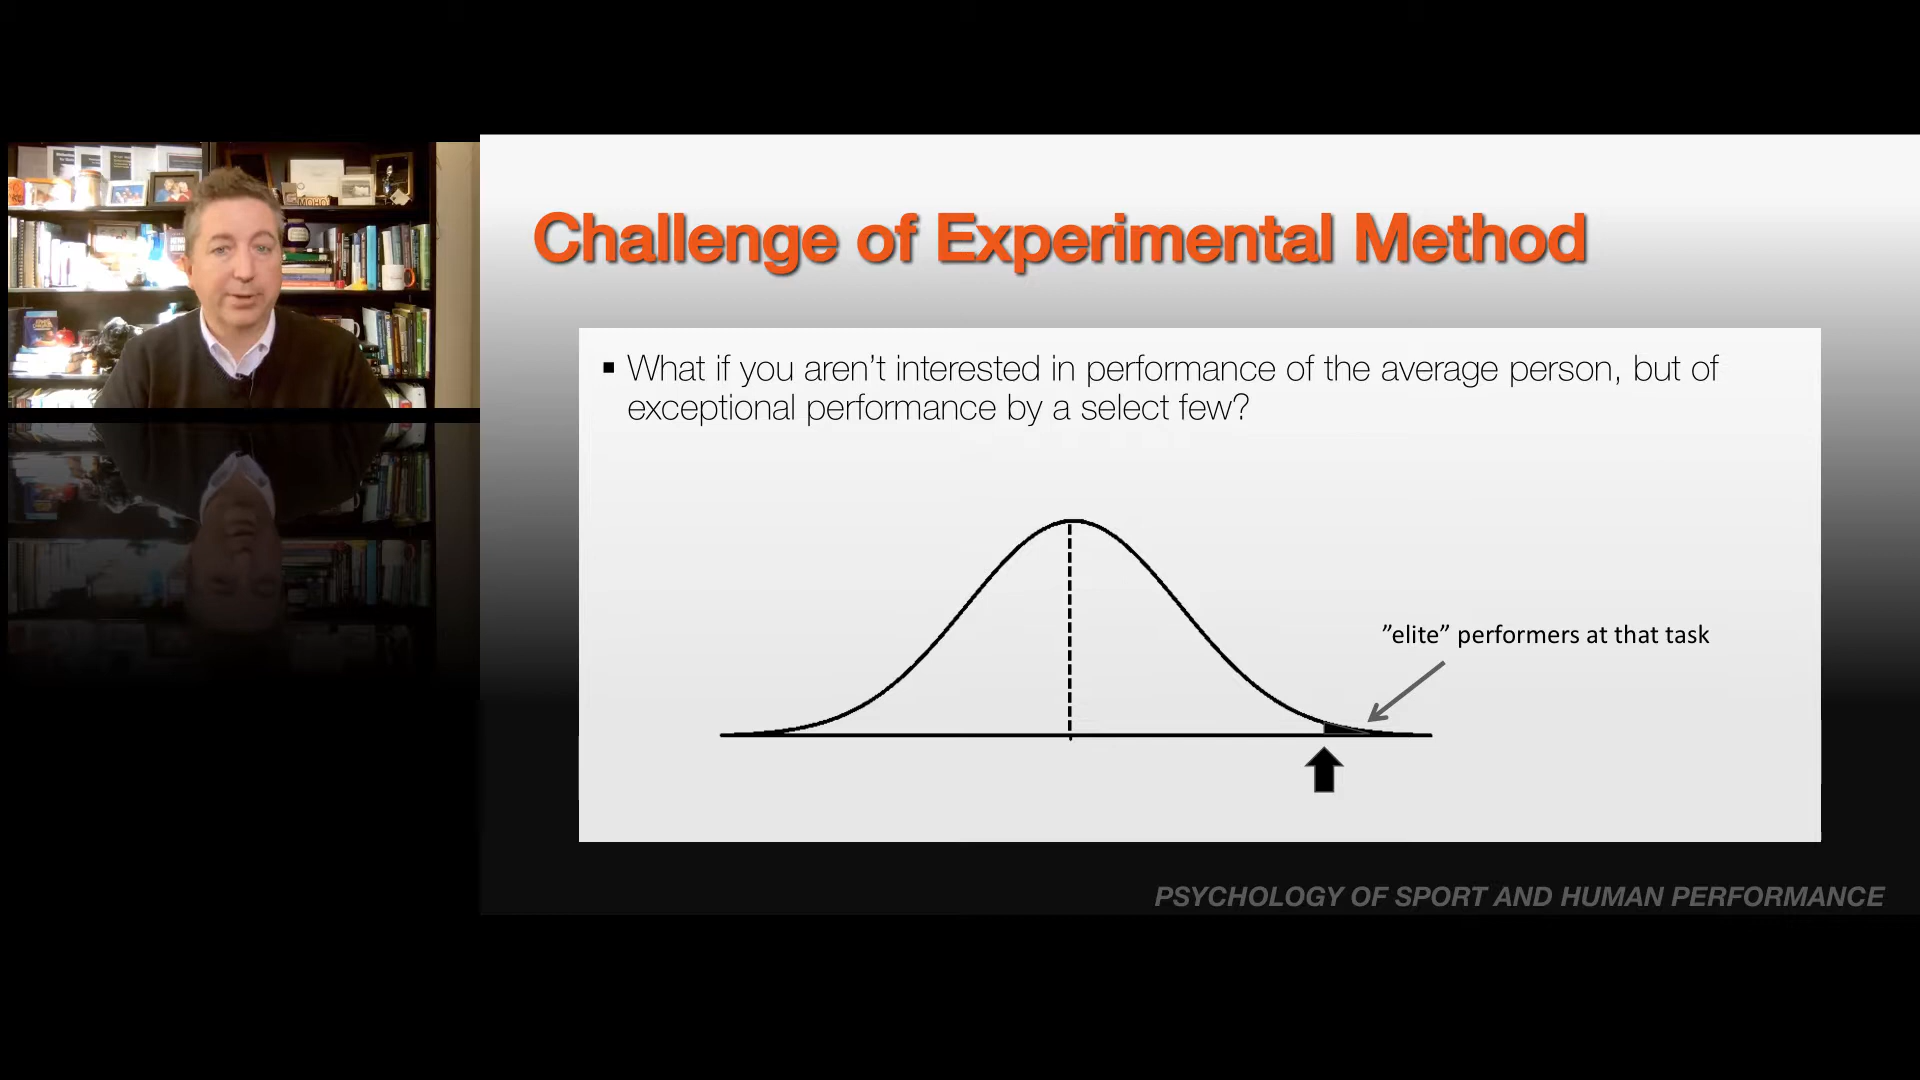 MOHO
Challenge of Experimental Method
▪ What if you aren’t interested in performance of the average person, but of
exceptional performance by a select few?
”elite” performers at that task
PSYCHOLOGY OF SPORT AND HUMAN PERFORMANCE